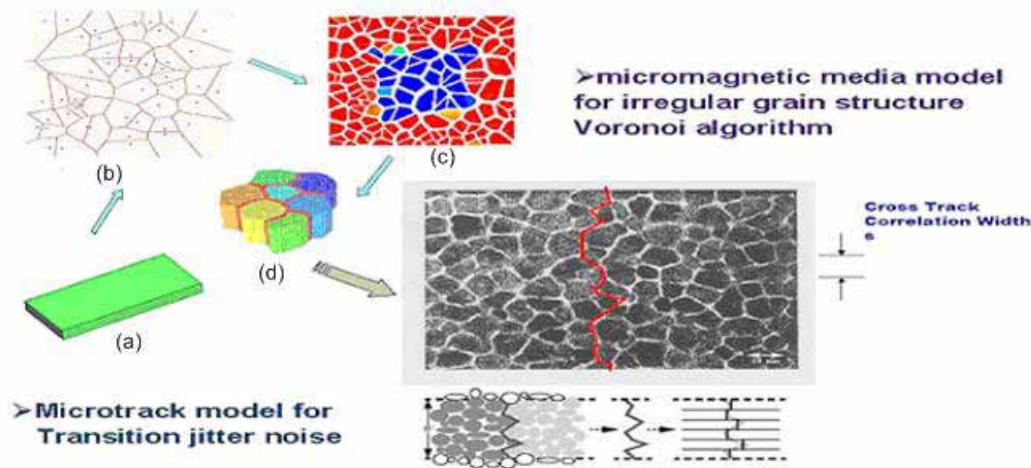 ➢micromagnetic media model
for irregular grain structure
Voronoi algorithm
(b)
(c)
(d)
(a)
Cross Track
Correlation Width
s
➢Microtrack model for
Transition jitter noise